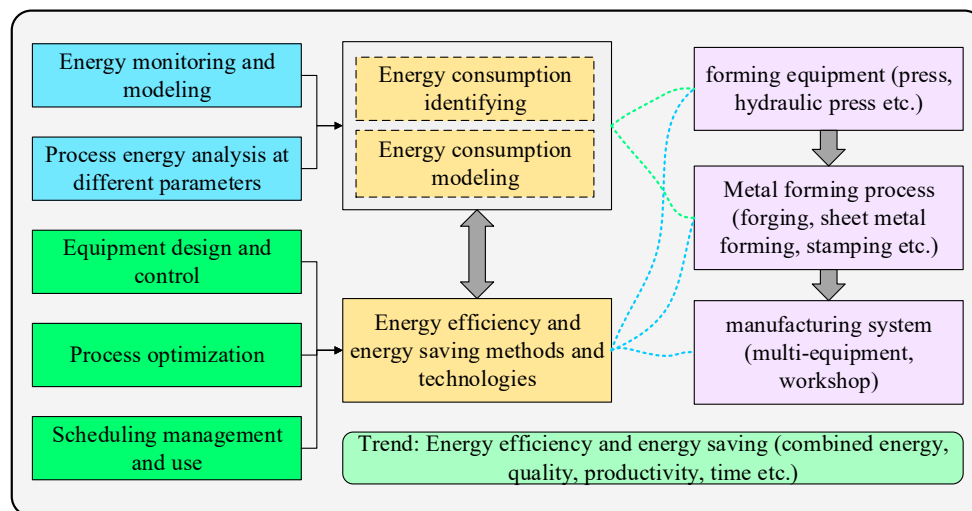 Energy monitoring and
modeling
Process energy analysis at
different parameters
Equipment design and
control
Process optimization
Scheduling management
and use
Energy consumption
identifying
Energy consumption
modeling
Energy efficiency and
energy saving methods and
technologies
forming equipment (press,
hydraulic press etc.)
Metal forming process
(forging, sheet metal
forming, stamping etc.)
manufacturing system
(multi-equipment,
workshop)
Trend: Energy efficiency and energy saving (combined energy,
quality, productivity, time etc.)